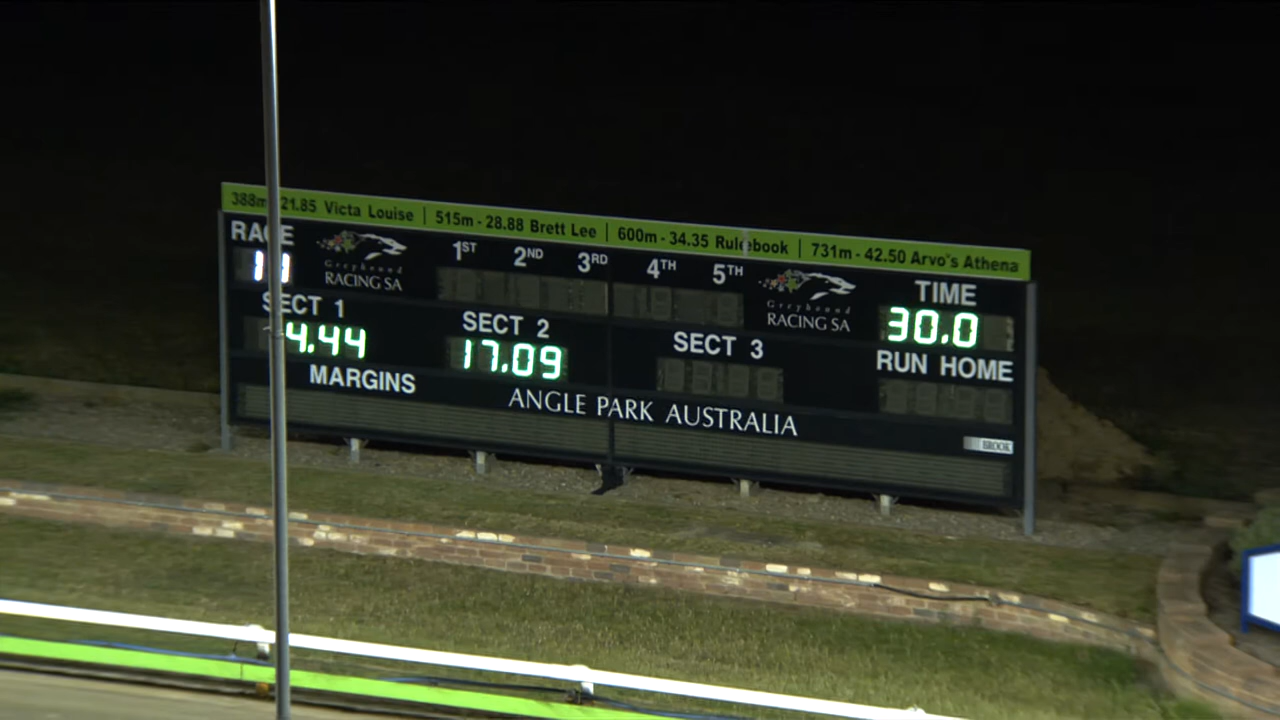 388m - 21.85 Victa Louise | 515m - 28.88 Brett Lee | 600m - 34.35 Rulebook | 731m - 42.50 Arvo's Athena
RACE
11
Greyhound
RACING SA
1ST 2ND 3RD 4TH 5TH
Greyhound
RACING SA
TIME
30.0
SECT 1
4.44
SECT 2
17.09
SECT 3
RUN HOME
MARGINS
ANGLE PARK AUSTRALIA
BROOK